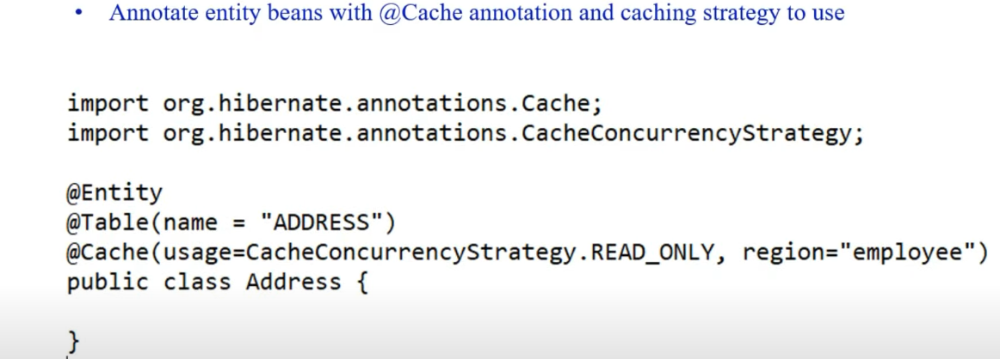 • Annotate entity beans with @Cache annotation and caching strategy to use
import org.hibernate.annotations.Cache;
import org.hibernate.annotations.CacheConcurrencyStrategy;
@Entity
@Table(name = "ADDRESS")
@Cache(usage=CacheConcurrencyStrategy.READ_ONLY, region="employee")
public class Address {
}